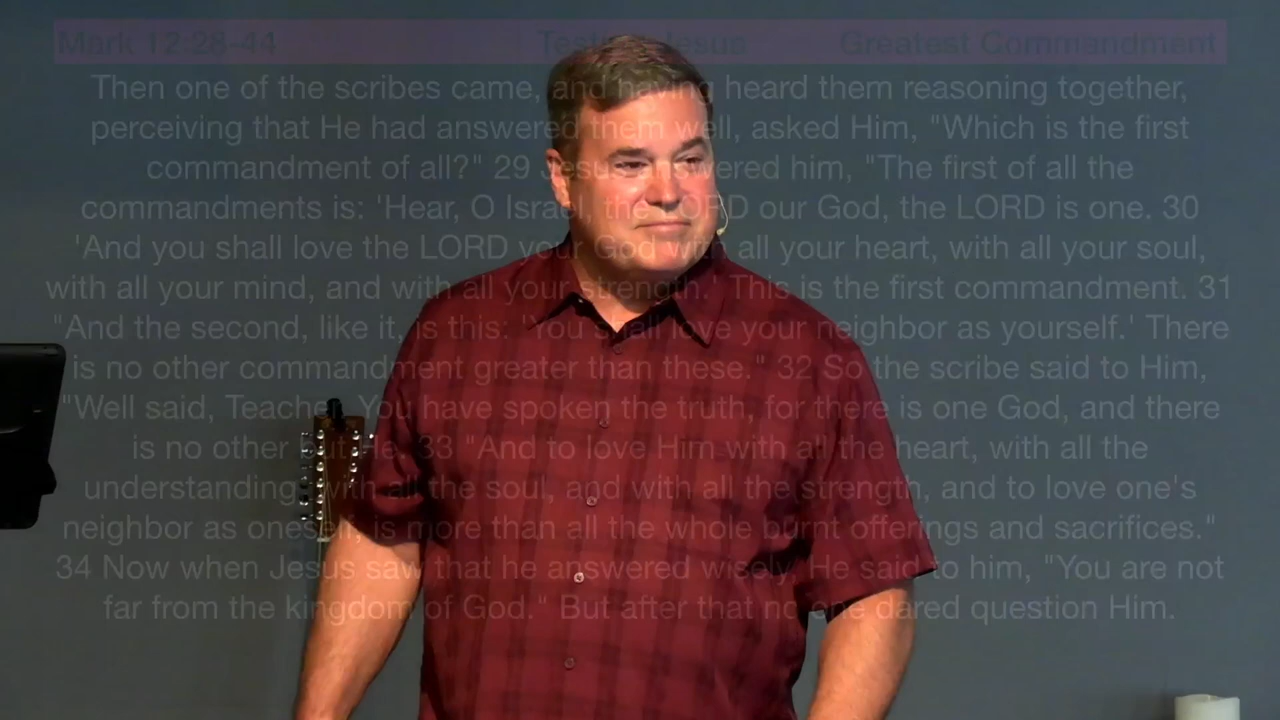 Mark 12:28-44 Testing Jesus Greatest Commandment
Then one of the scribes came, and heard them reasoning together,
perceiving that He had answered them well, asked Him, "Which is the first
commandment of all?" 29 Jesus answered him, "The first of all the
commandments is: 'Hear, O Israel, LORD our God, the LORD is one. 30
'And you shall love the LORD your God with all your heart, with all your soul,
with all your mind, and with all your strength.' This is the first commandment. 31
"And the second, like it, is this: 'You shall love your neighbor as yourself.' There
is no other commandment greater than these." 32 So the scribe said to Him,
"Well said, Teacher. You have spoken the truth, for there is one God, and there
is no other but He. 33 "And to love Him with all the heart, with all the
understanding, with all the soul, and with all the strength, and to love one's
neighbor as oneself, is more than all the whole burnt offerings and sacrifices."
34 Now when Jesus saw that he answered wisely, He said to him, "You are not
far from the kingdom of God." But after that no one dared question Him.